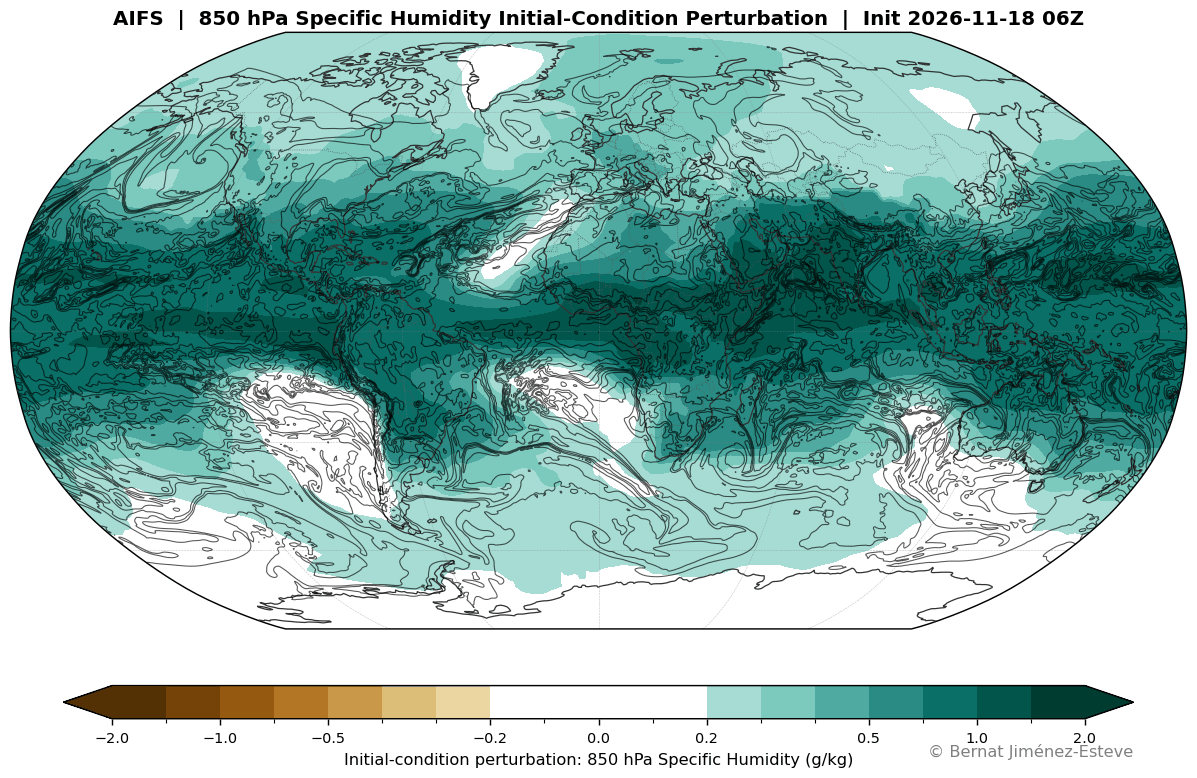 AIFS | 850 hPa Specific Humidity Initial-Condition Perturbation | Init 2026-11-18 06Z
−2.0 −1.0 −0.5 −0.2 0.0 0.2 0.5 1.0 2.0
Initial-condition perturbation: 850 hPa Specific Humidity (g/kg)
© Bernat Jiménez-Esteve